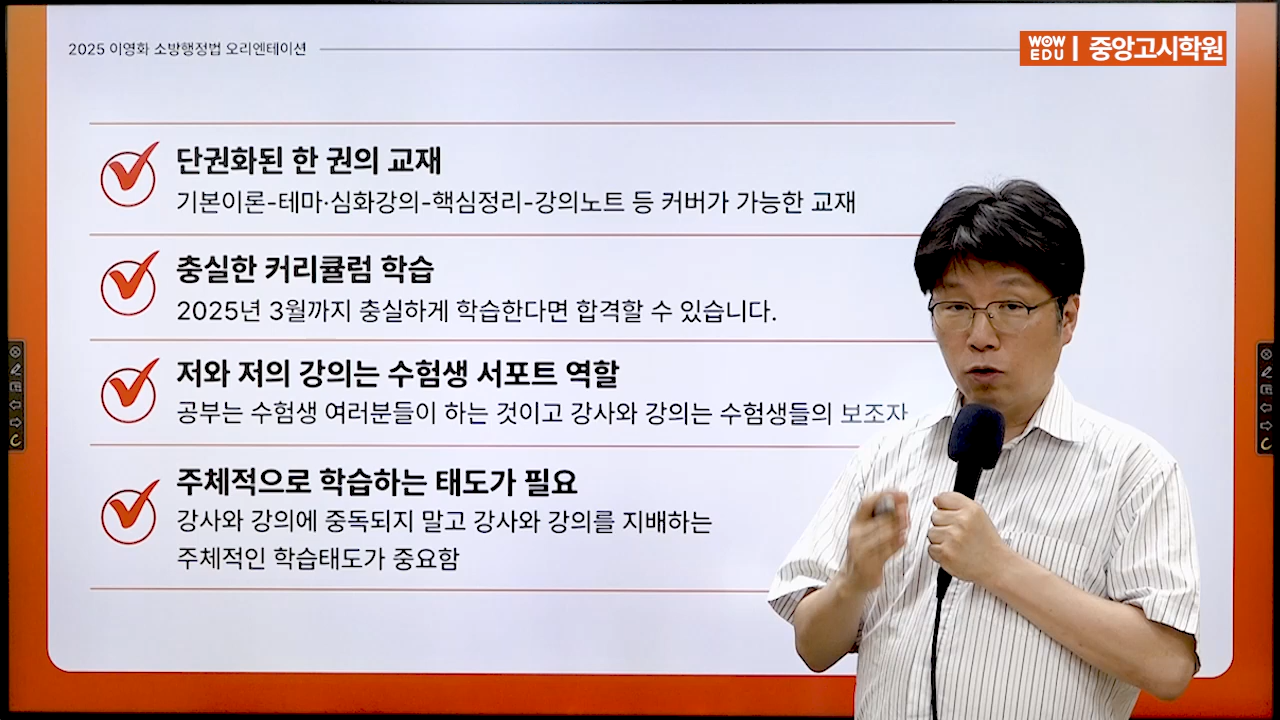 2025 이영화 소방행정법 오리엔테이션
WOW EDU | 중앙고시학원
단권화된 한 권의 교재
기본이론-테마·심화강의-핵심정리-강의노트 등 커버가 가능한 교재
충실한 커리큘럼 학습
2025년 3월까지 충실하게 학습한다면 합격할 수 있습니다.
저와 저의 강의는 수험생 서포트 역할
공부는 수험생 여러분들이 하는 것이고 강사와 강의는 수험생들의 보조자
주체적으로 학습하는 태도가 필요
강사와 강의에 중독되지 말고 강사와 강의를 지배하는
주체적인 학습태도가 중요함